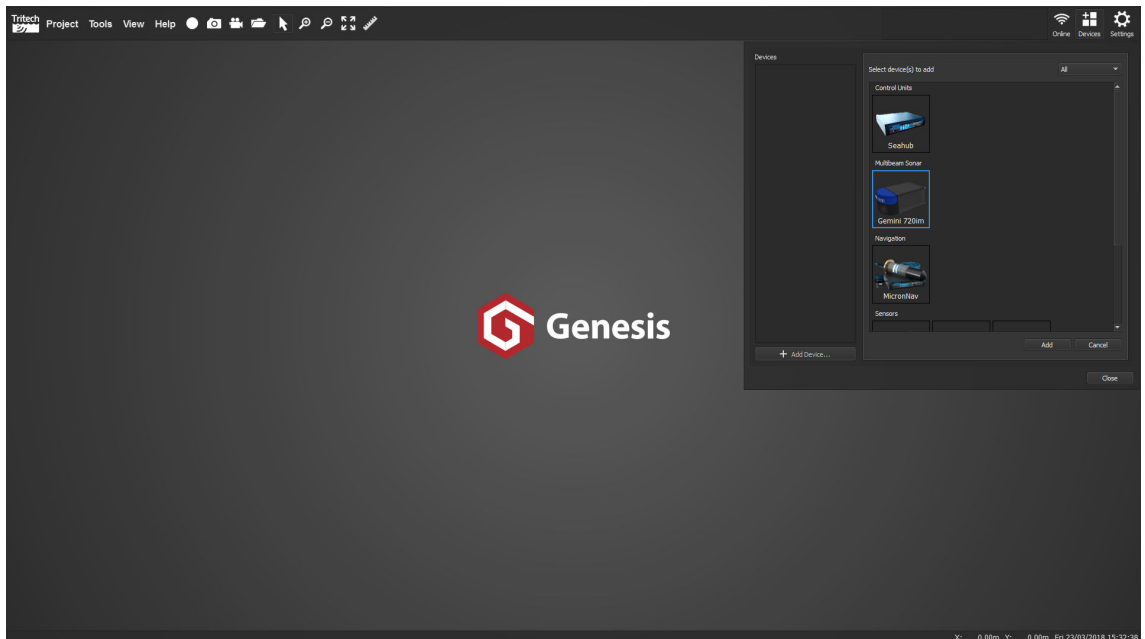 Tritech
Project Tools View Help
Online Devices Settings
Devices
Select device(s) to add
All
Control Units
Seahub
Multibeam Sonar
Gemini 720im
Navigation
MicronNav
Sensors
Genesis
+ Add Device...
Add Cancel
Close
X: 0.00m Y: 0.00m Fri 23/03/2018 15:32:38